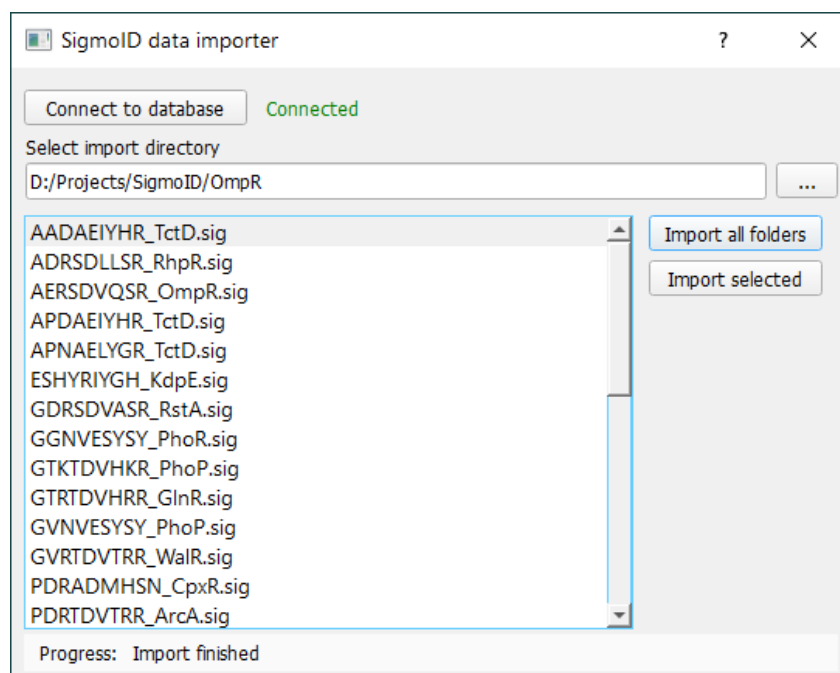 SigmoID data importer
?
Connect to database Connected
Select import directory
D:/Projects/SigmoID/OmpR ...
AADAEIYHR_TctD.sig
ADRSDLLSR_RhpR.sig
AERSDVQSR_OmpR.sig
APDAEIYHR_TctD.sig
APNAELYGR_TctD.sig
ESHYRIYGH_KdpE.sig
GDRSDVASR_RstA.sig
GGNVESYSY_PhoR.sig
GTKTDVHKR_PhoP.sig
GTRTDVHRR_GlnR.sig
GVNVESYSY_PhoP.sig
GVRTDVTRR_WalR.sig
PDRADMHSN_CpxR.sig
PDRTDVTRR_ArcA.sig
Import all folders
Import selected
Progress: Import finished